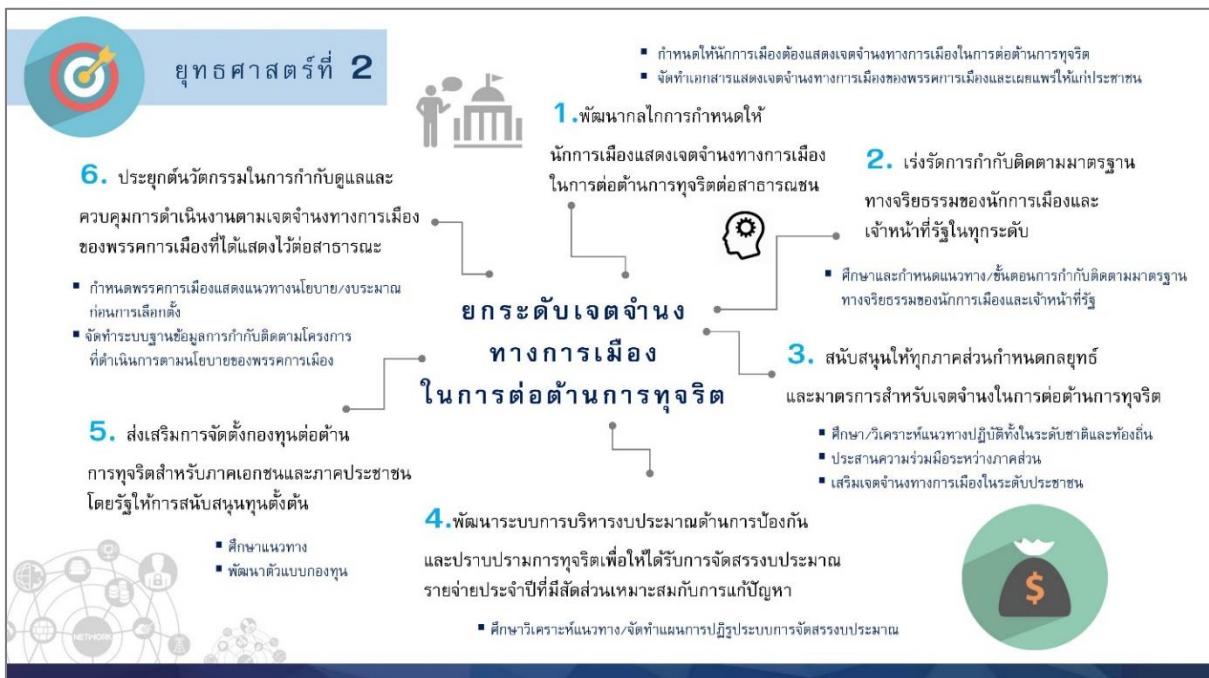 ยุทธศาสตร์ที่ 2
▪ กำหนดให้นักการเมืองต้องแสดงเจตจำนงทางการเมืองในการต่อต้านการทุจริต
▪ จัดทำเอกสารแสดงเจตจำนงทางการเมืองของพรรคการเมืองและเผยแพร่ให้แก่ประชาชน
1.พัฒนากลไกการกำหนดให้
นักการเมืองแสดงเจตจำนงทางการเมือง
ในการต่อต้านการทุจริตต่อสาธารณชน
2. เร่งรัดการกำกับติดตามมาตรฐาน
ทางจริยธรรมของนักการเมืองและ
เจ้าหน้าที่รัฐในทุกระดับ
▪ ศึกษาและกำหนดแนวทาง/ขั้นตอนการกำกับติดตามมาตรฐาน
ทางจริยธรรมของนักการเมืองและเจ้าหน้าที่รัฐ
ยกระดับเจตจำนง
ทางการเมือง
ในการต่อต้านการทุจริต
3. สนับสนุนให้ทุกภาคส่วนกำหนดกลยุทธ์
และมาตรการสำหรับเจตจำนงในการต่อต้านการทุจริต
▪ ศึกษา/วิเคราะห์แนวทางปฏิบัติทั้งในระดับชาติและท้องถิ่น
▪ ประสานความร่วมมือระหว่างภาคส่วน
▪ เสริมเจตจำนงทางการเมืองในระดับประชาชน
4.พัฒนาระบบการบริหารงบประมาณด้านการป้องกัน
และปราบปรามการทุจริตเพื่อให้ได้รับการจัดสรรงบประมาณ
รายจ่ายประจำปีที่มีสัดส่วนเหมาะสมกับการแก้ปัญหา
▪ ศึกษาวิเคราะห์แนวทาง/จัดทำแผนการปฏิรูประบบการจัดสรรงบประมาณ
5. ส่งเสริมการจัดตั้งกองทุนต่อต้าน
การทุจริตสำหรับภาคเอกชนและภาคประชาชน
โดยรัฐให้การสนับสนุนทุนตั้งต้น
▪ ศึกษาแนวทาง
▪ พัฒนาตัวแบบกองทุน
6. ประยุกต์นวัตกรรมในการกำกับดูแลและ
ควบคุมการดำเนินงานตามเจตจำนงทางการเมือง
ของพรรคการเมืองที่ได้แสดงไว้ต่อสาธารณะ
▪ กำหนดพรรคการเมืองแสดงแนวทางนโยบาย/งบประมาณ
ก่อนการเลือกตั้ง
▪ จัดทำระบบฐานข้อมูลการกำกับติดตามโครงการ
ที่ดำเนินการตามนโยบายของพรรคการเมือง
NETWORK
$